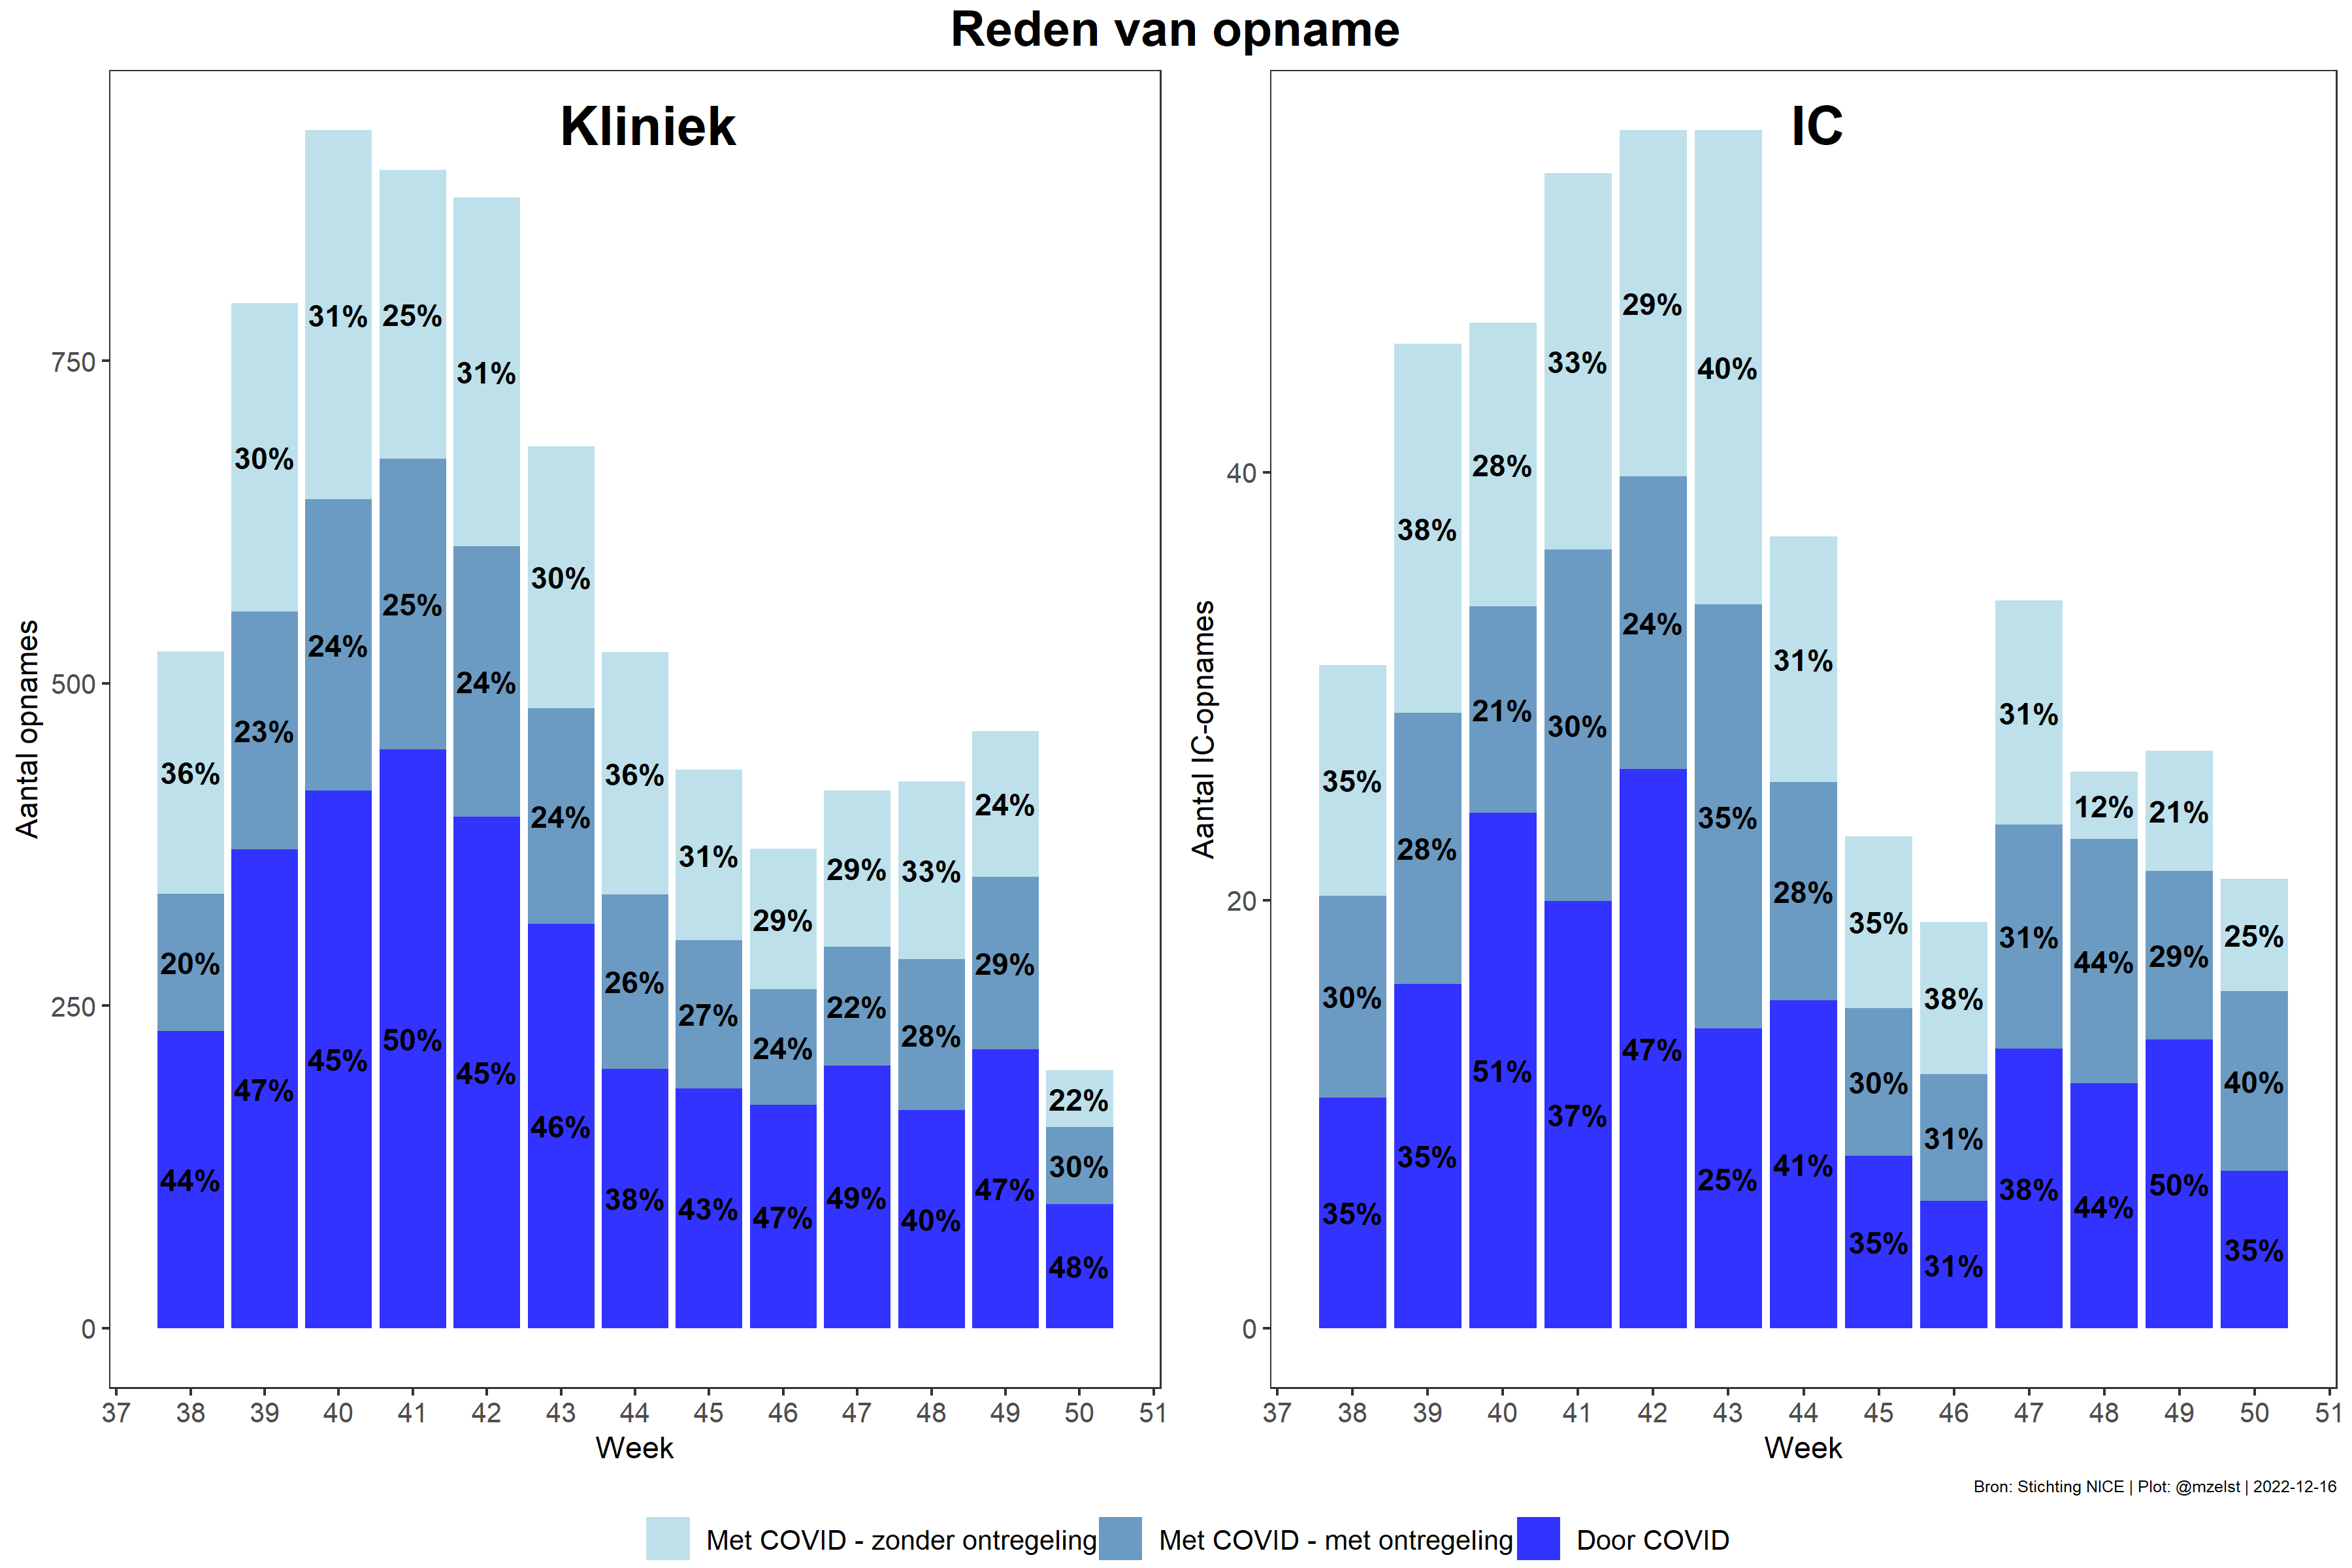 Reden van opname
Kliniek
Aantal opnames
750
500
250
0
36% 30% 31% 25% 31% 30% 36% 31% 29% 29% 33% 24% 22%
20% 23% 24% 25% 24% 24% 26% 27% 24% 22% 28% 29% 30%
44% 47% 45% 50% 45% 46% 38% 43% 47% 49% 40% 47% 48%
37 38 39 40 41 42 43 44 45 46 47 48 49 50 51
Week
IC
Aantal IC-opnames
40
20
0
35% 38% 28% 33% 29% 40% 31% 35% 38% 31% 12% 21% 25%
30% 28% 21% 30% 24% 35% 28% 30% 31% 31% 44% 29% 40%
35% 35% 51% 37% 47% 25% 41% 35% 31% 38% 44% 50% 35%
37 38 39 40 41 42 43 44 45 46 47 48 49 50 51
Week
Bron: Stichting NICE | Plot: @mzelst | 2022-12-16
Met COVID - zonder ontregeling Met COVID - met ontregeling Door COVID